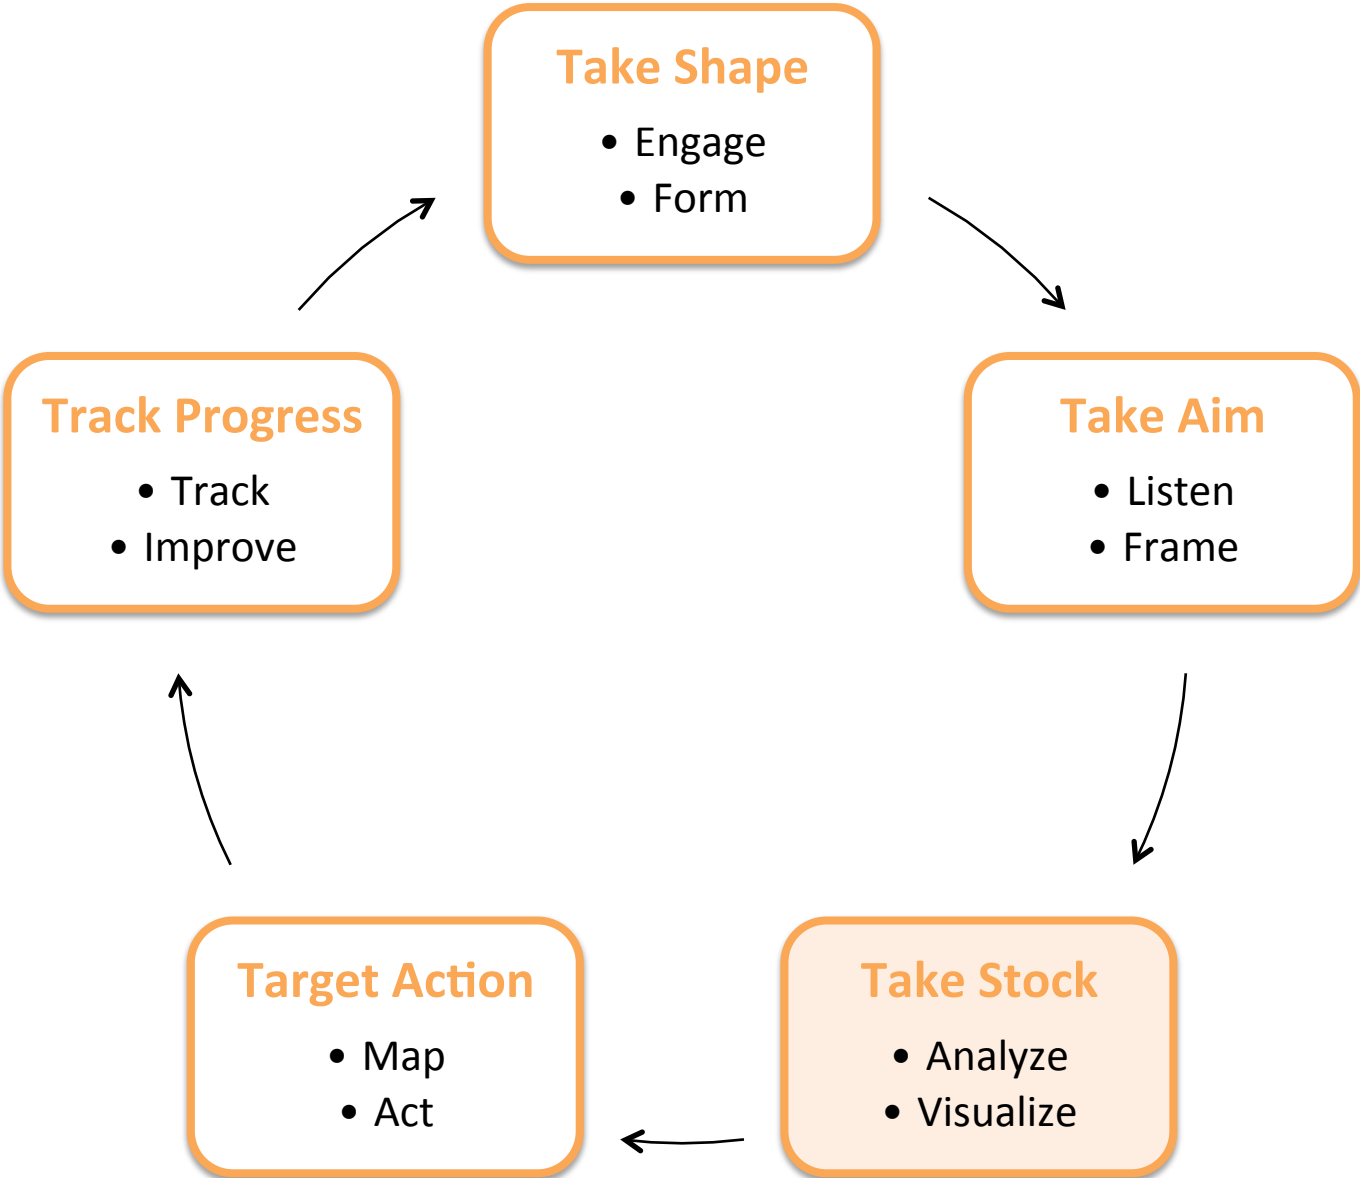 Take Shape
• Engage
• Form
Take Aim
• Listen
• Frame
Take Stock
• Analyze
• Visualize
Target Action
• Map
• Act
Track Progress
• Track
• Improve